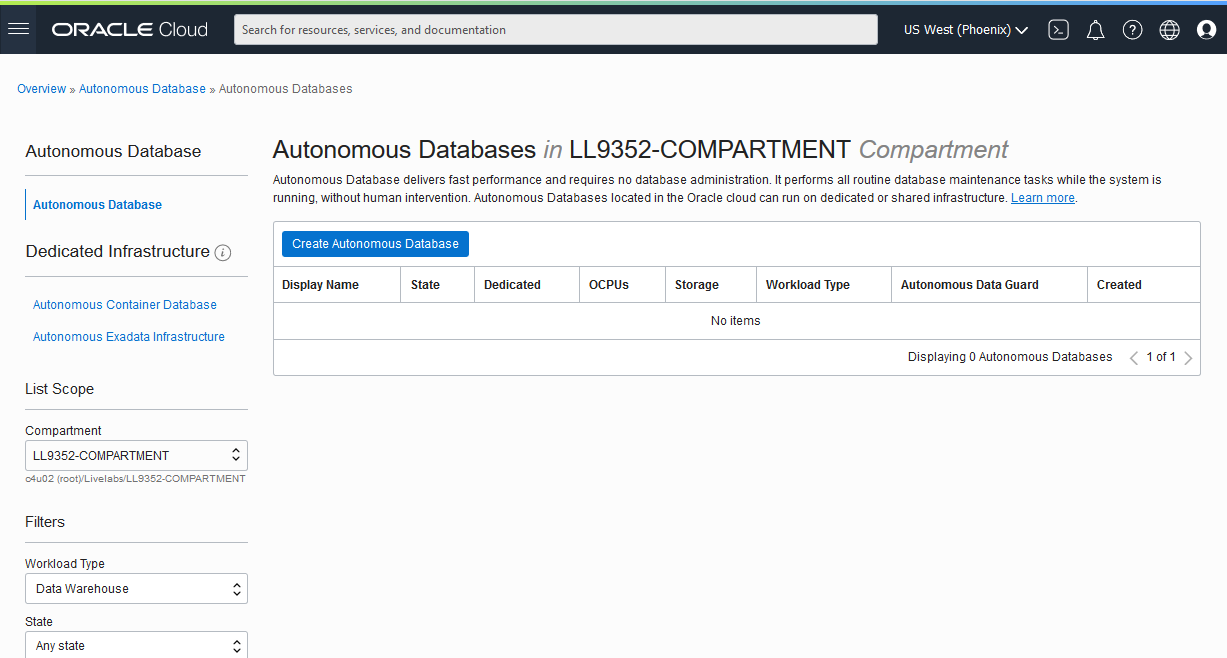 ORACLE Cloud
Search for resources, services, and documentation
US West (Phoenix)
Overview » Autonomous Database » Autonomous Databases
Autonomous Database
Autonomous Database
Dedicated Infrastructure i
Autonomous Container Database
Autonomous Exadata Infrastructure
List Scope
Compartment
LL9352-COMPARTMENT
c4u02 (root)/Livelabs/LL9352-COMPARTMENT
Filters
Workload Type
Data Warehouse
State
Any state
Autonomous Databases in LL9352-COMPARTMENT Compartment
Autonomous Database delivers fast performance and requires no database administration. It performs all routine database maintenance tasks while the system is
running, without human intervention. Autonomous Databases located in the Oracle cloud can run on dedicated or shared infrastructure. Learn more.
Create Autonomous Database
Display Name State Dedicated OCPUs Storage Workload Type Autonomous Data Guard Created
No items
Displaying 0 Autonomous Databases < 1 of 1 >